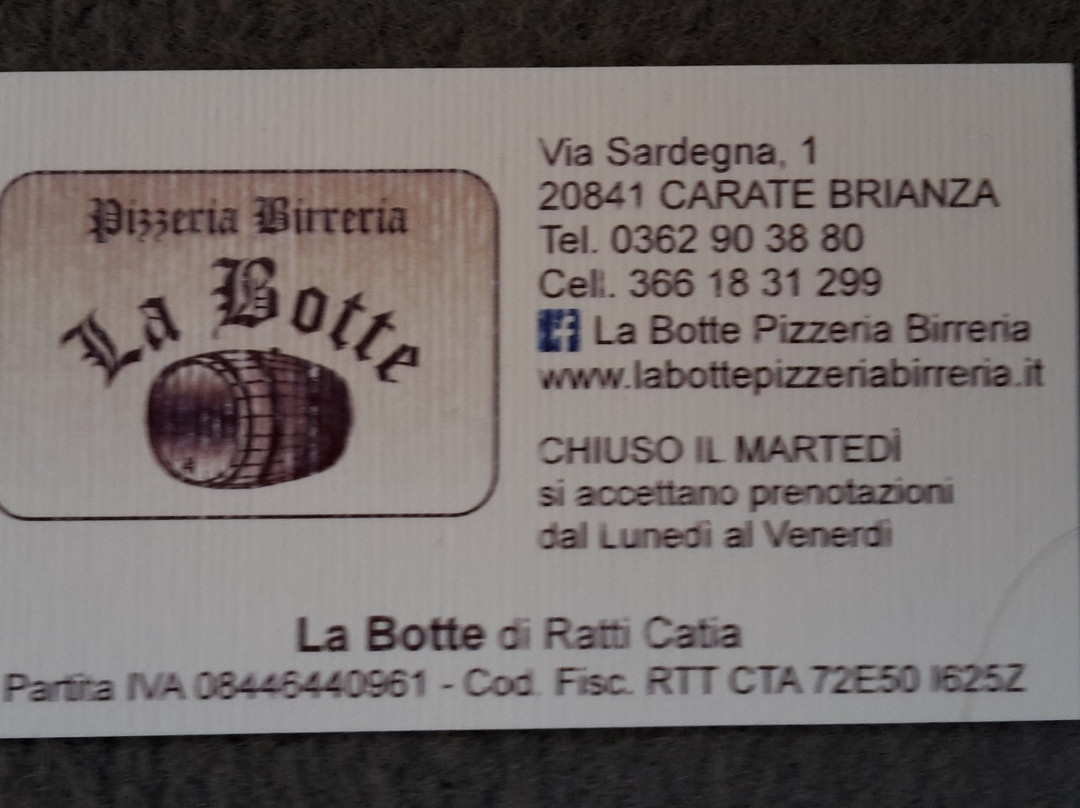 Pizzeria Birreria
La Botte
Via Sardegna, 1
20841 CARATE BRIANZA
Tel. 0362 90 38 80
Cell. 366 18 31 299
f La Botte Pizzeria Birreria
www.labottepizzeriabirreria.it
CHIUSO IL MARTEDÌ
si accettano prenotazioni
dal Lunedì al Venerdì
La Botte di Ratti Catia
Partita IVA 08446440961 - Cod. Fisc. RTT CTA 72E50 I625Z